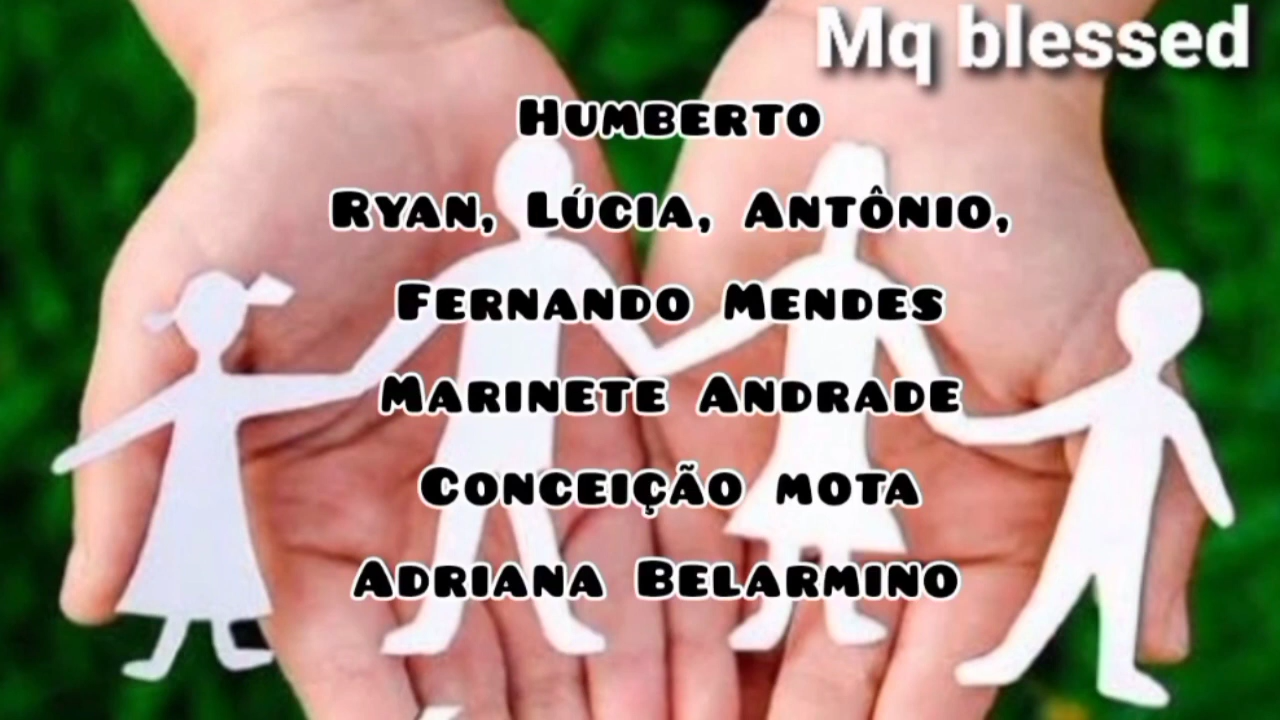 Mq blessed
Humberto
Ryan, Lúcia, Antônio,
Fernando Mendes
Marinete Andrade
Conceição mota
Adriana Belarmino